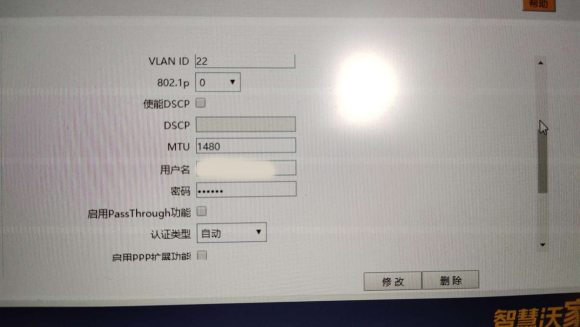 帮助
VLAN ID 22
802.1p 0
使能DSCP
DSCP
MTU 1480
用户名
密码 ••••••
启用PassThrough功能
认证类型 自动
启用PPP扩展功能
修改 删除
智慧沃家